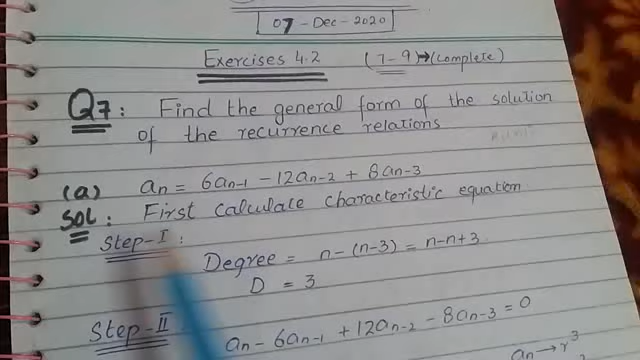 07-Dec-2020
Exercises 4.2 (7-9)→(complete)
Q7: Find the general form of the solution
of the recurrence relations
(a) an = 6an-1 - 12an-2 + 8an-3
SOL: First calculate characteristic equation
Step-I:
Degree = n-(n-3) = n-n+3
D = 3
Step-II
an - 6an-1 + 12an-2 - 8an-3 = 0
an → r³